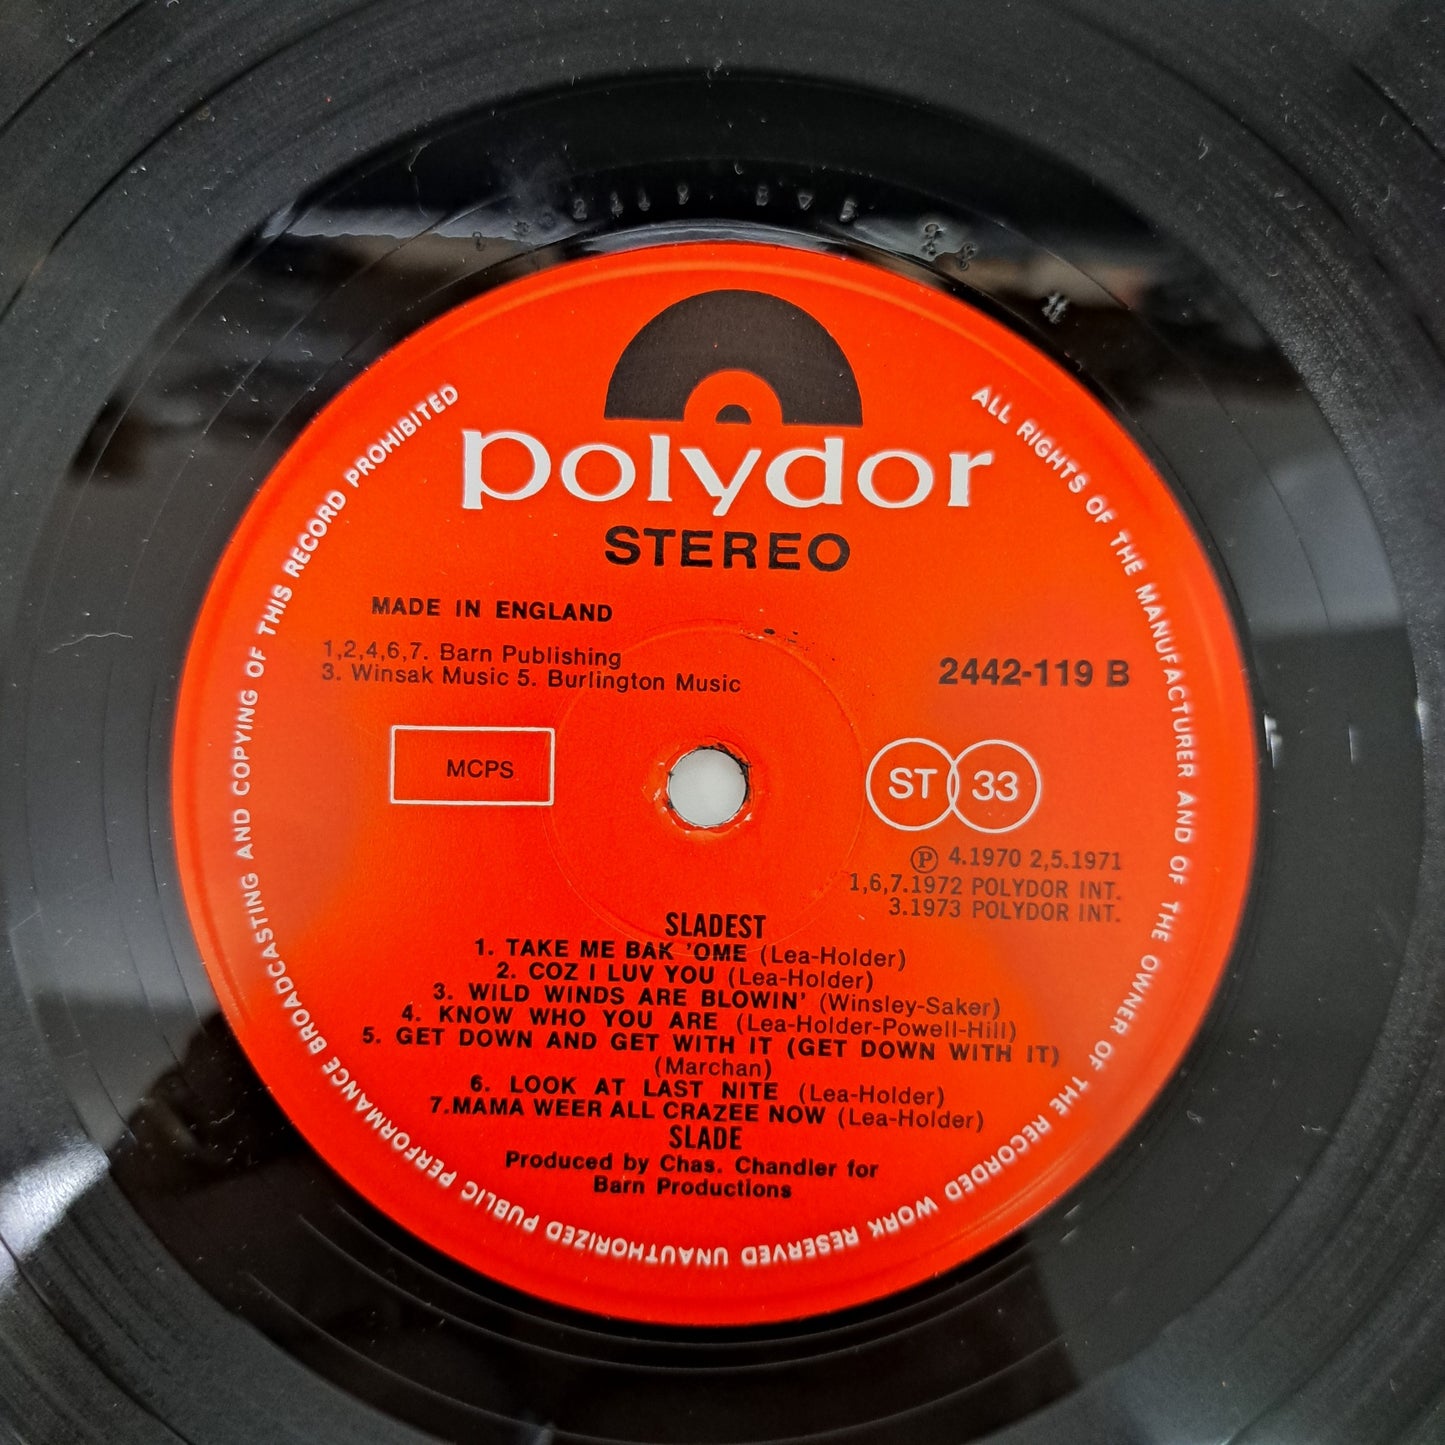 polydor
STEREO
MADE IN ENGLAND
1,2,4,6,7. Barn Publishing
3. Winsak Music 5. Burlington Music
2442-119 B
MCPS
ST 33
Ⓟ 4.1970 2,5.1971
1,6,7.1972 POLYDOR INT.
3.1973 POLYDOR INT.
SLADEST
1. TAKE ME BAK 'OME (Lea-Holder)
2. COZ I LUV YOU (Lea-Holder)
3. WILD WINDS ARE BLOWIN' (Winsley-Saker)
4. KNOW WHO YOU ARE (Lea-Holder-Powell-Hill)
5. GET DOWN AND GET WITH IT (GET DOWN WITH IT)
(Marchan)
6. LOOK AT LAST NITE (Lea-Holder)
7.MAMA WEER ALL CRAZEE NOW (Lea-Holder)
SLADE
Produced by Chas. Chandler for
Barn Productions
ALL RIGHTS OF THE MANUFACTURER AND OF THE OWNER OF THE RECORDED WORK RESERVED UNAUTHORIZED PUBLIC PERFORMANCE BROADCASTING AND COPYING OF THIS RECORD PROHIBITED